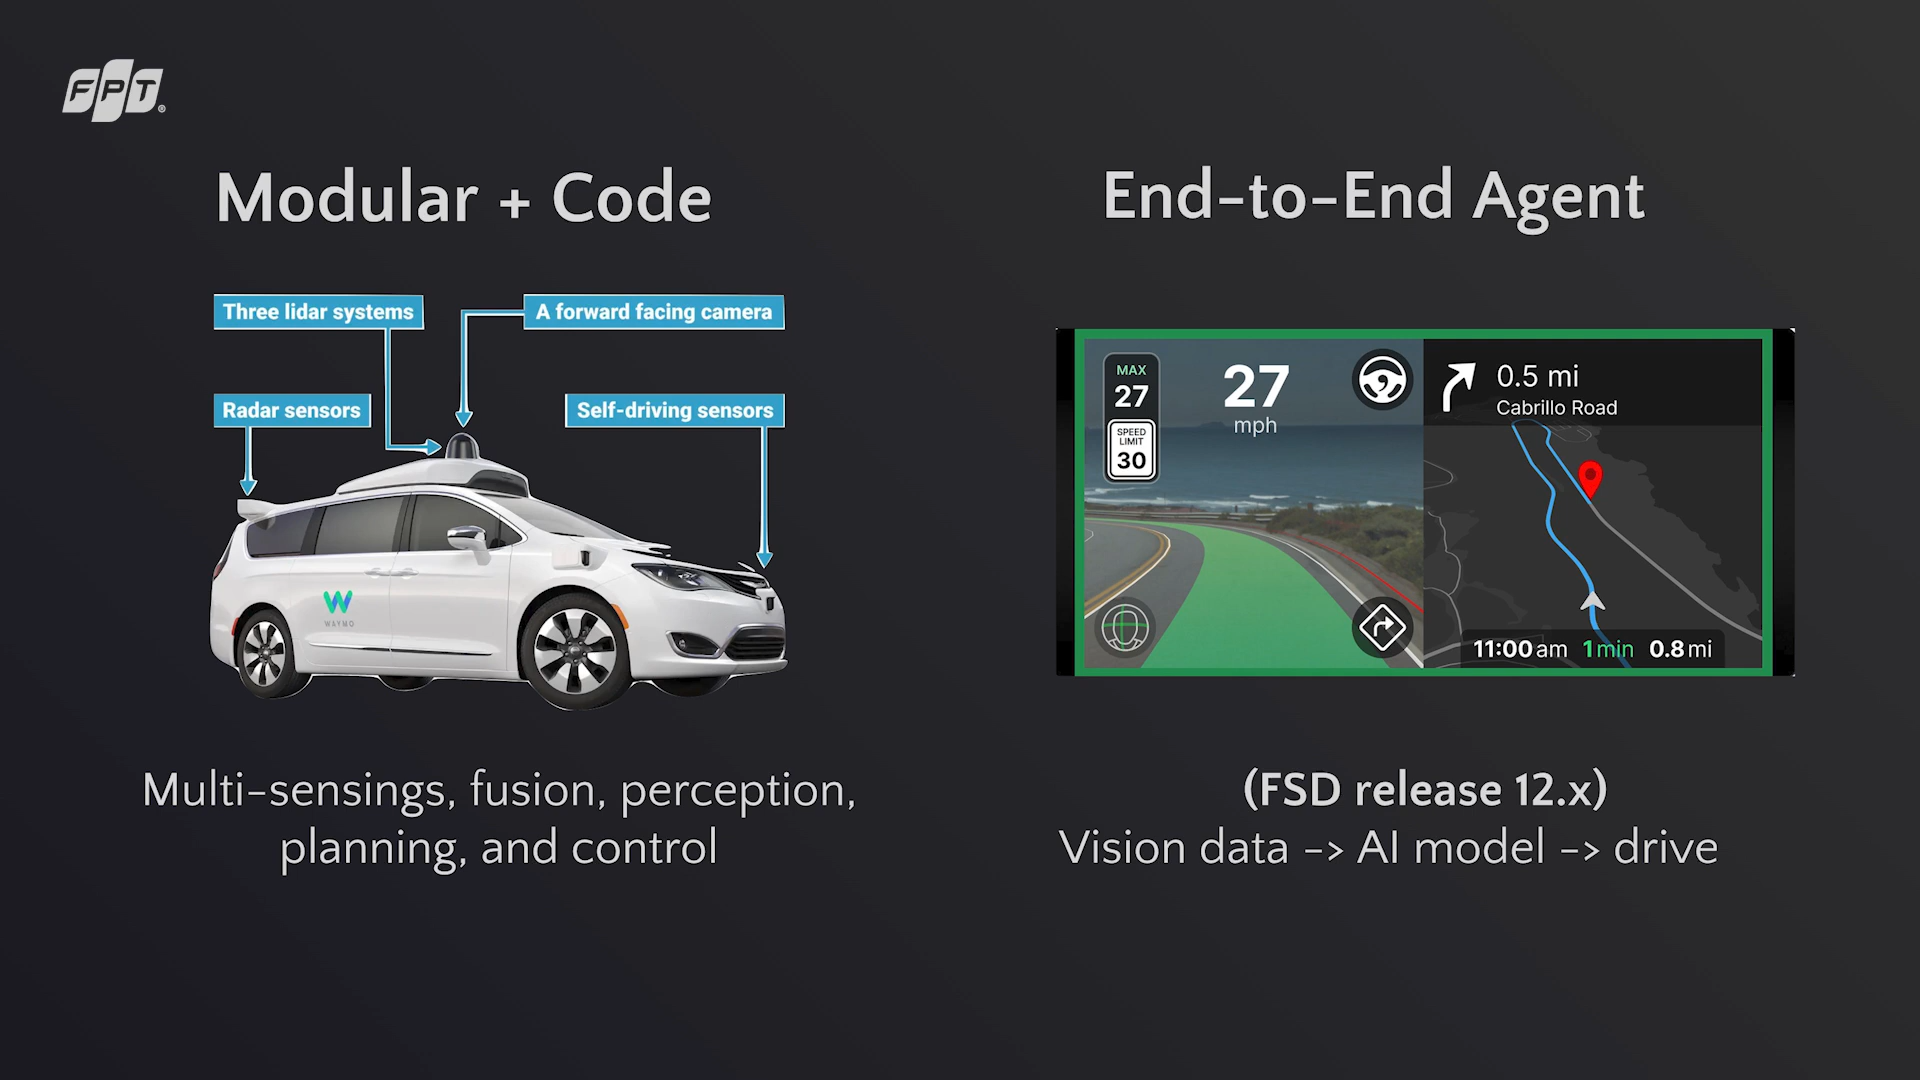 FPT
Modular + Code
Three lidar systems
A forward facing camera
Radar sensors
Self-driving sensors
WAYMO
Multi-sensings, fusion, perception,
planning, and control
End-to-End Agent
MAX
27
SPEED
LIMIT
30
27
mph
0.5 mi
Cabrillo Road
11:00 am 1 min 0.8 mi
(FSD release 12.x)
Vision data -> AI model -> drive